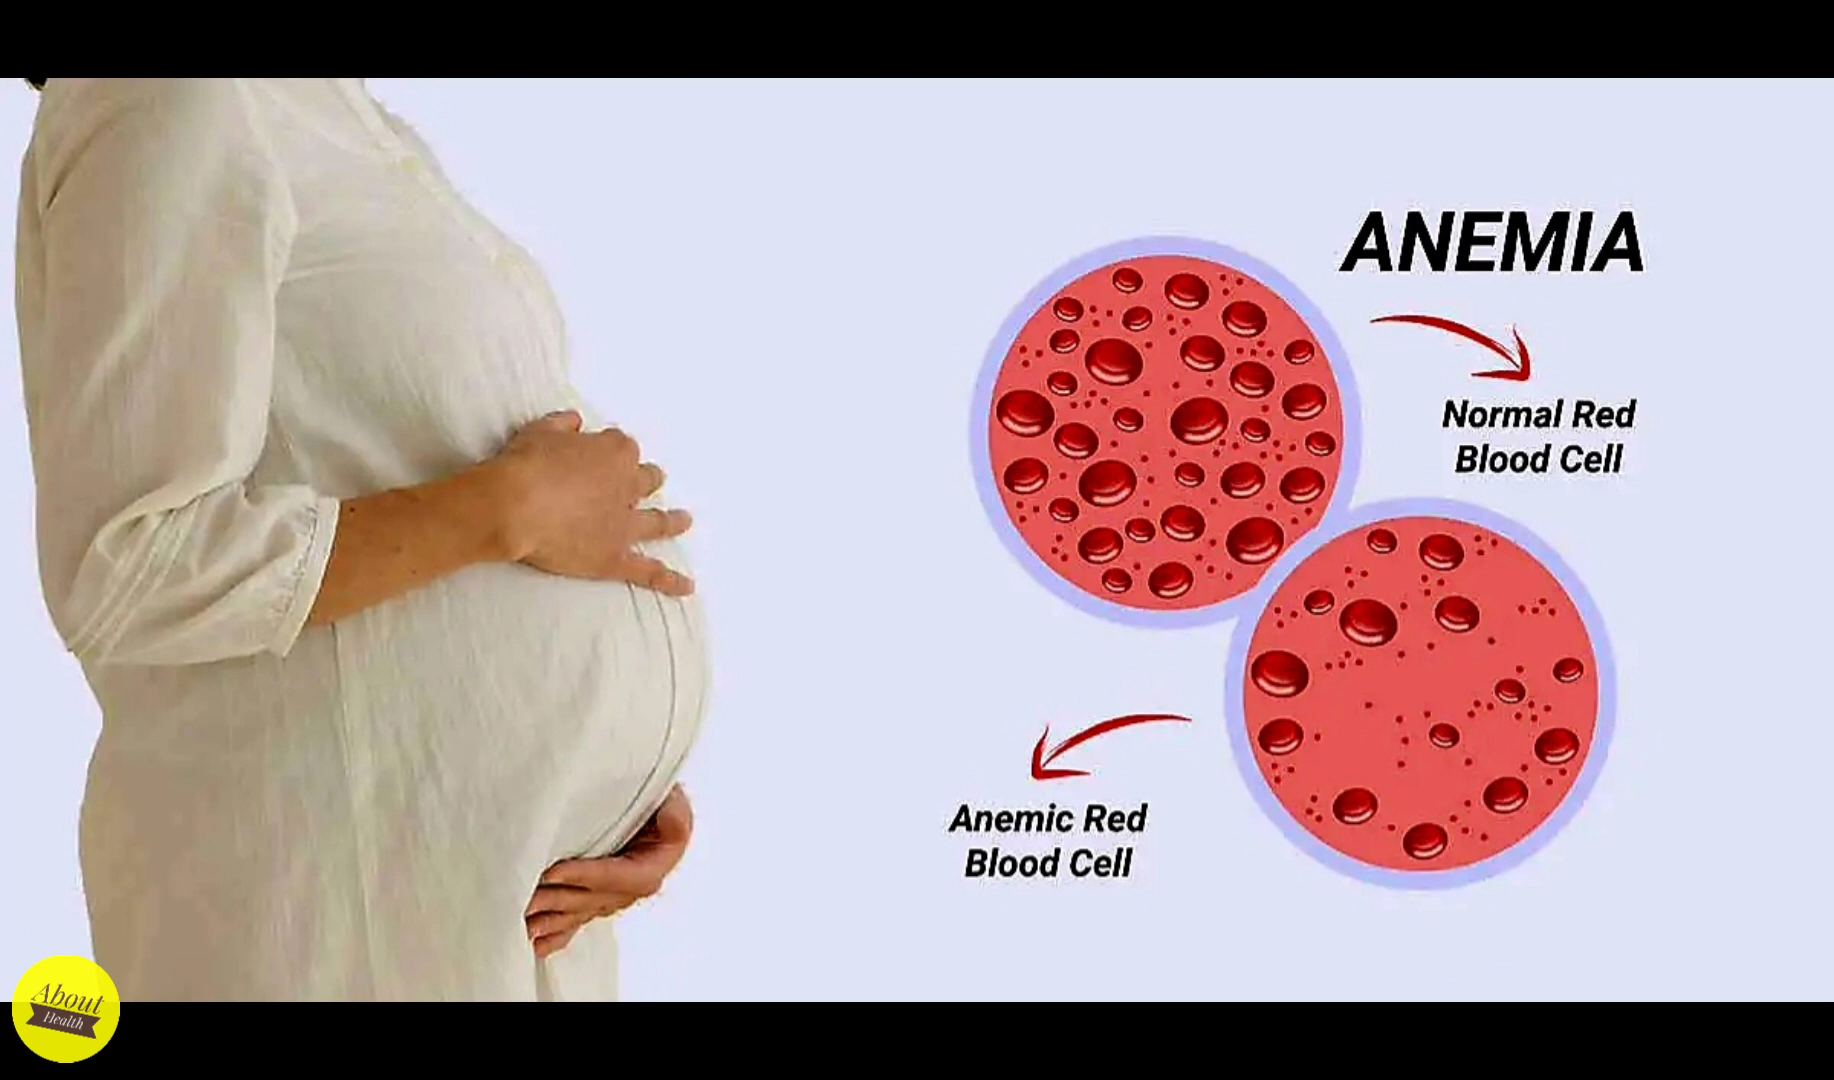 ANEMIA
Normal Red
Blood Cell
Anemic Red
Blood Cell
About
Health